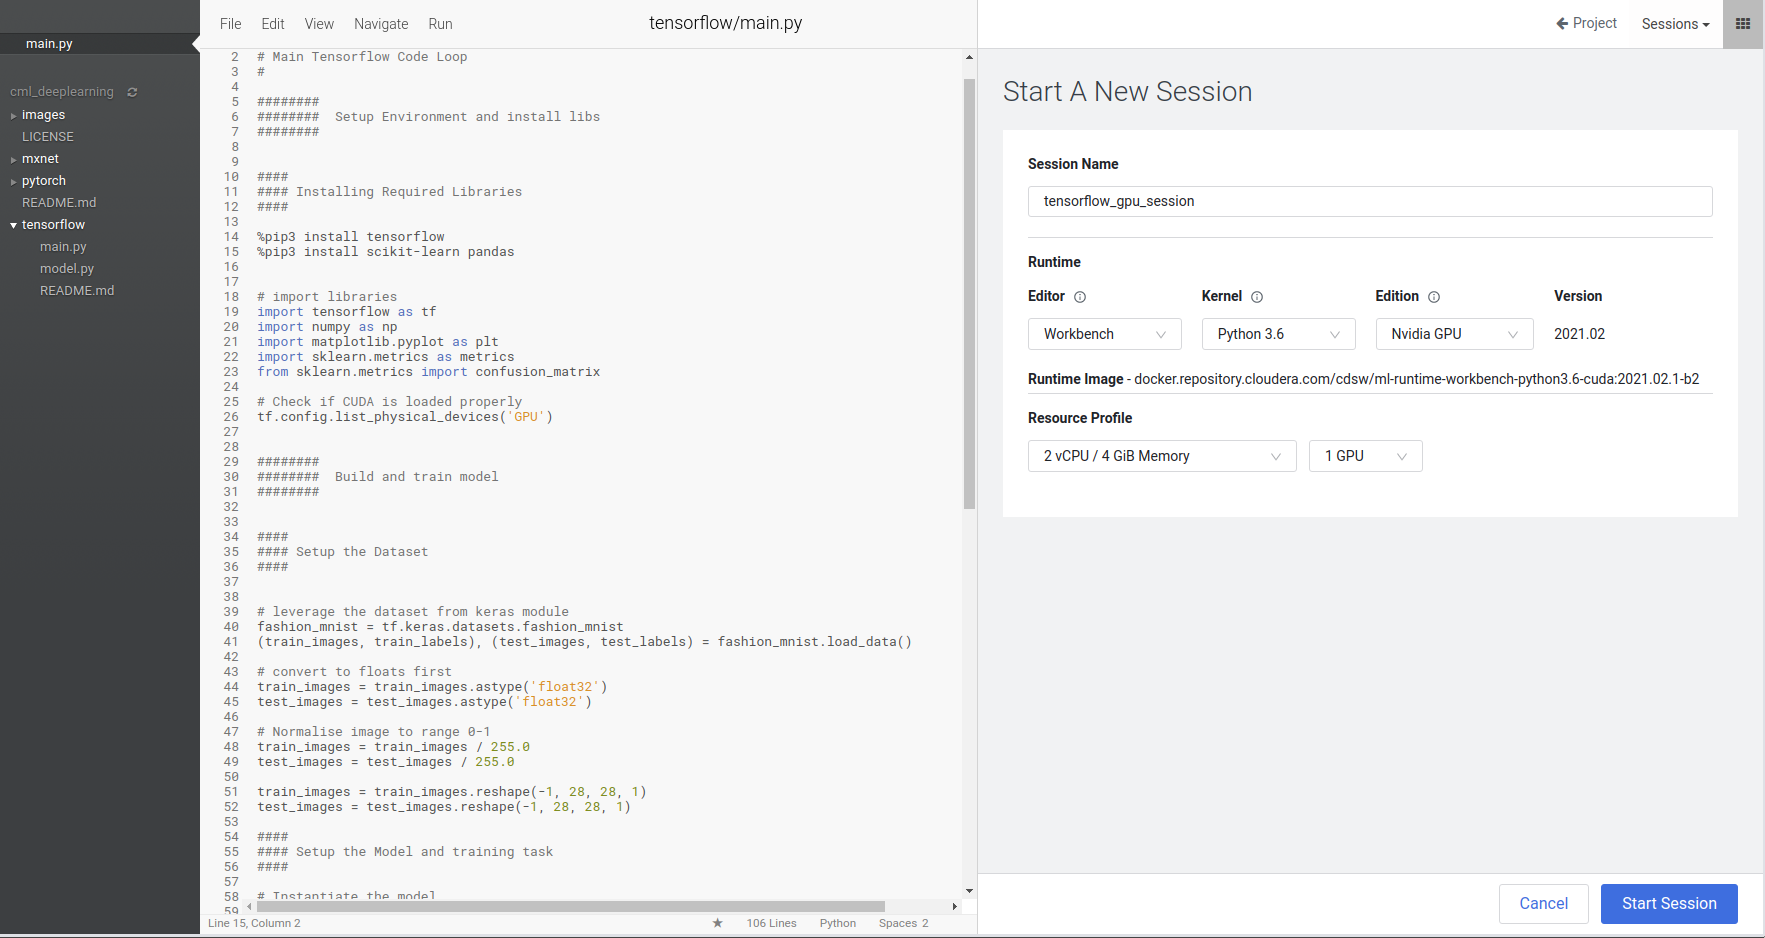 main.py
cml_deeplearning
images
LICENSE
mxnet
pytorch
README.md
tensorflow
main.py
model.py
README.md
File Edit View Navigate Run
tensorflow/main.py
2 # Main Tensorflow Code Loop
3 #
4
5 ########
6 ########  Setup Environment and install libs
7 ########
8
9
10 ####
11 #### Installing Required Libraries
12 ####
13
14 %pip3 install tensorflow
15 %pip3 install scikit-learn pandas
16
17
18 # import libraries
19 import tensorflow as tf
20 import numpy as np
21 import matplotlib.pyplot as plt
22 import sklearn.metrics as metrics
23 from sklearn.metrics import confusion_matrix
24
25 # Check if CUDA is loaded properly
26 tf.config.list_physical_devices('GPU')
27
28
29 ########
30 ########  Build and train model
31 ########
32
33
34 ####
35 #### Setup the Dataset
36 ####
37
38
39 # leverage the dataset from keras module
40 fashion_mnist = tf.keras.datasets.fashion_mnist
41 (train_images, train_labels), (test_images, test_labels) = fashion_mnist.load_data()
42
43 # convert to floats first
44 train_images = train_images.astype('float32')
45 test_images = test_images.astype('float32')
46
47 # Normalise image to range 0-1
48 train_images = train_images / 255.0
49 test_images = test_images / 255.0
50
51 train_images = train_images.reshape(-1, 28, 28, 1)
52 test_images = test_images.reshape(-1, 28, 28, 1)
53
54 ####
55 #### Setup the Model and training task
56 ####
57
58 # Instantiate the model
59
Line 15, Column 2
★ 106 Lines Python Spaces 2
Project Sessions
Start A New Session
Session Name
tensorflow_gpu_session
Runtime
Editor Kernel Edition Version
Workbench Python 3.6 Nvidia GPU 2021.02
Runtime Image - docker.repository.cloudera.com/cdsw/ml-runtime-workbench-python3.6-cuda:2021.02.1-b2
Resource Profile
2 vCPU / 4 GiB Memory 1 GPU
Cancel Start Session